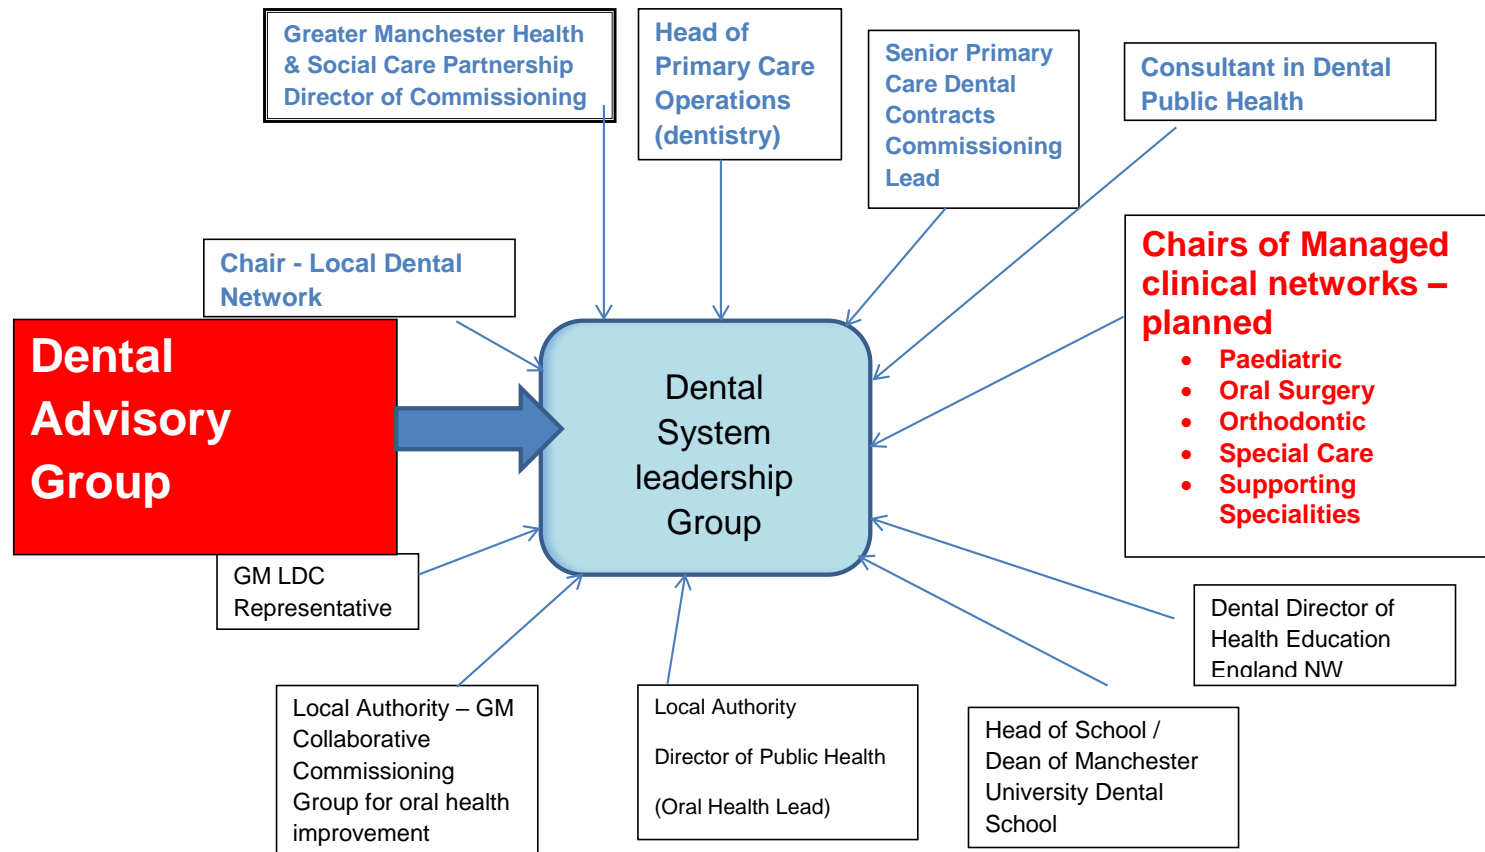 Greater Manchester Health
& Social Care Partnership
Director of Commissioning
Head of
Primary Care
Operations
(dentistry)
Senior Primary
Care Dental
Contracts
Commissioning
Lead
Consultant in Dental
Public Health
Chair - Local Dental
Network
Chairs of Managed
clinical networks –
planned
• Paediatric
• Oral Surgery
• Orthodontic
• Special Care
• Supporting
Specialities
Dental
Advisory
Group
Dental
System
leadership
Group
GM LDC
Representative
Dental Director of
Health Education
England NW
Local Authority – GM
Collaborative
Commissioning
Group for oral health
improvement
Local Authority
Director of Public Health
(Oral Health Lead)
Head of School /
Dean of Manchester
University Dental
School